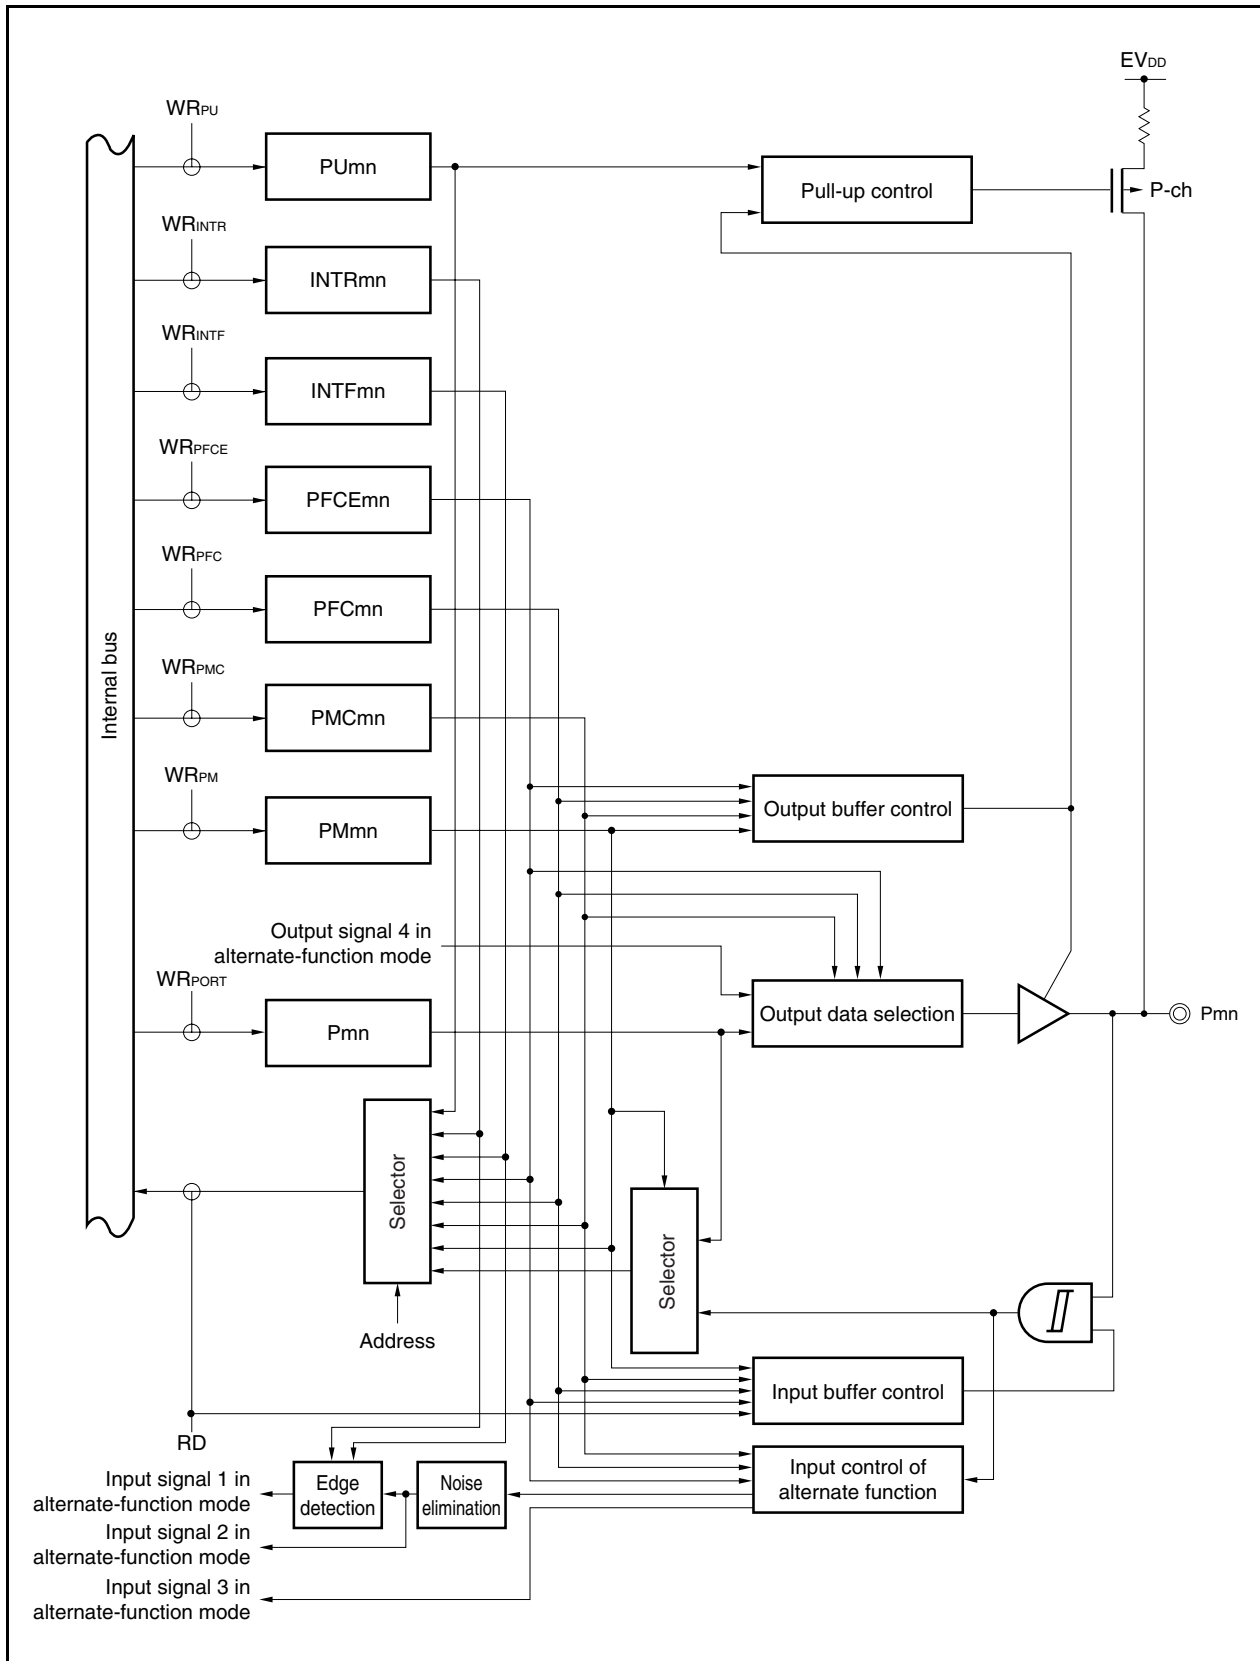 EVDD
WRPU
PUmn
Pull-up control
P-ch
WRINTR
INTRmn
WRINTF
INTFmn
WRPFCE
PFCEmn
WRPFC
PFCmn
Internal bus
WRPMC
PMCmn
WRPM
PMmn
Output buffer control
Output signal 4 in
alternate-function mode
WRPORT
Pmn
Output data selection
Pmn
Selector
Selector
Address
Input buffer control
RD
Input signal 1 in
alternate-function mode
Edge
detection
Noise
elimination
Input control of
alternate function
Input signal 2 in
alternate-function mode
Input signal 3 in
alternate-function mode